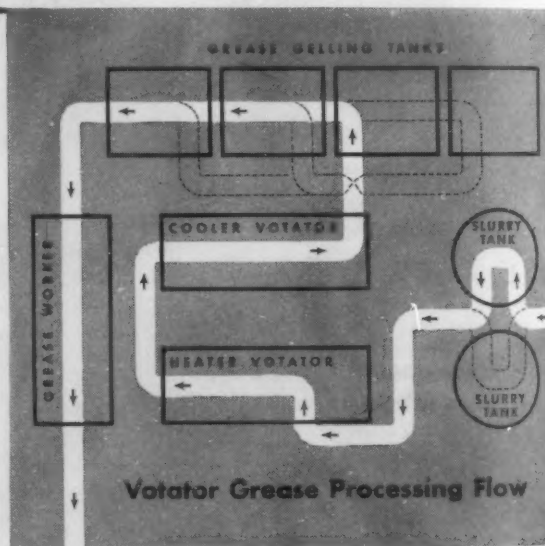 GREASE GELLING TANKS
COOLER VOTATOR
SLURRY
TANK
GREASE WORKER
HEATER VOTATOR
SLURRY
TANK
Votator Grease Processing Flow